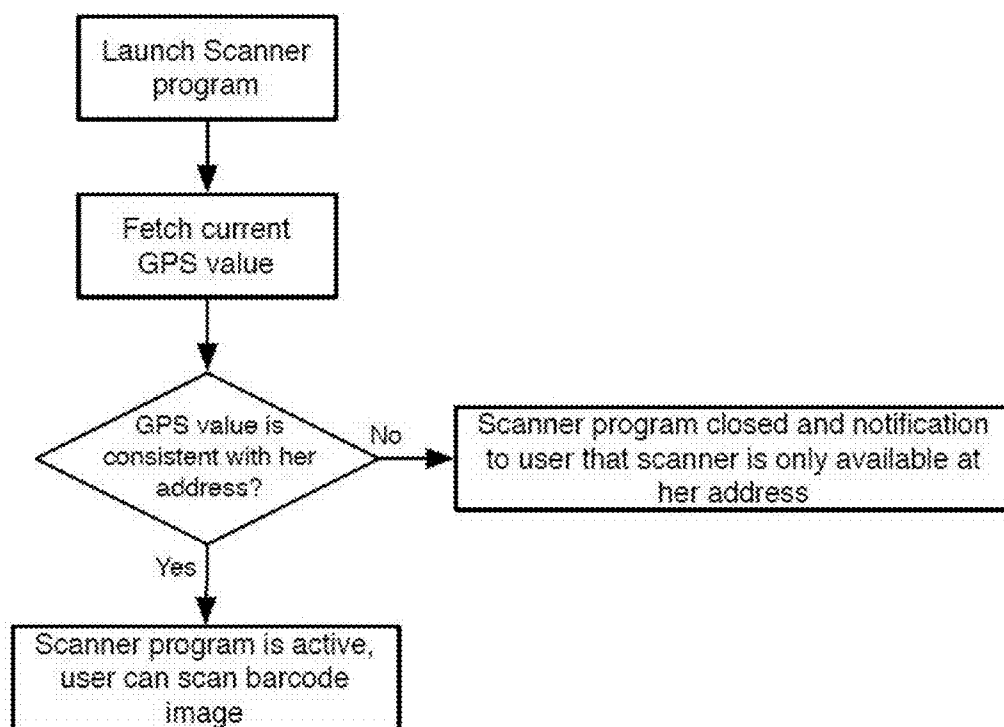 Launch Scanner
program
Fetch current
GPS value
GPS value is
consistent with her
address?
No
Scanner program closed and notification
to user that scanner is only available at
her address
Yes
Scanner program is active,
user can scan barcode
image